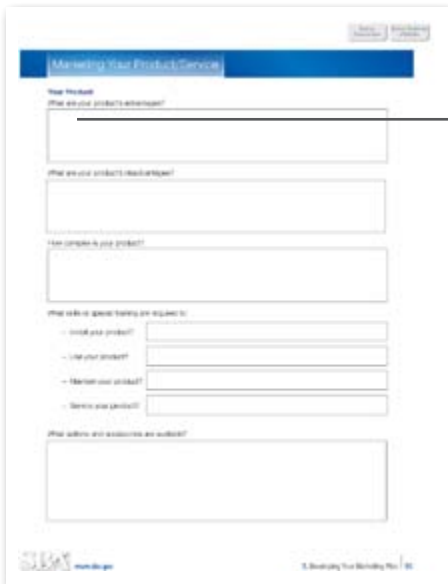 Marketing Your Product/Service
Your Product
What are your product's advantages?
What are your product's disadvantages?
How complex is your product?
What skills or special training are required to:
– Install your product?
– Use your product?
– Maintain your product?
– Service your product?
What options and accessories are available?
SBA www.sba.gov
Developing Your Marketing Plan